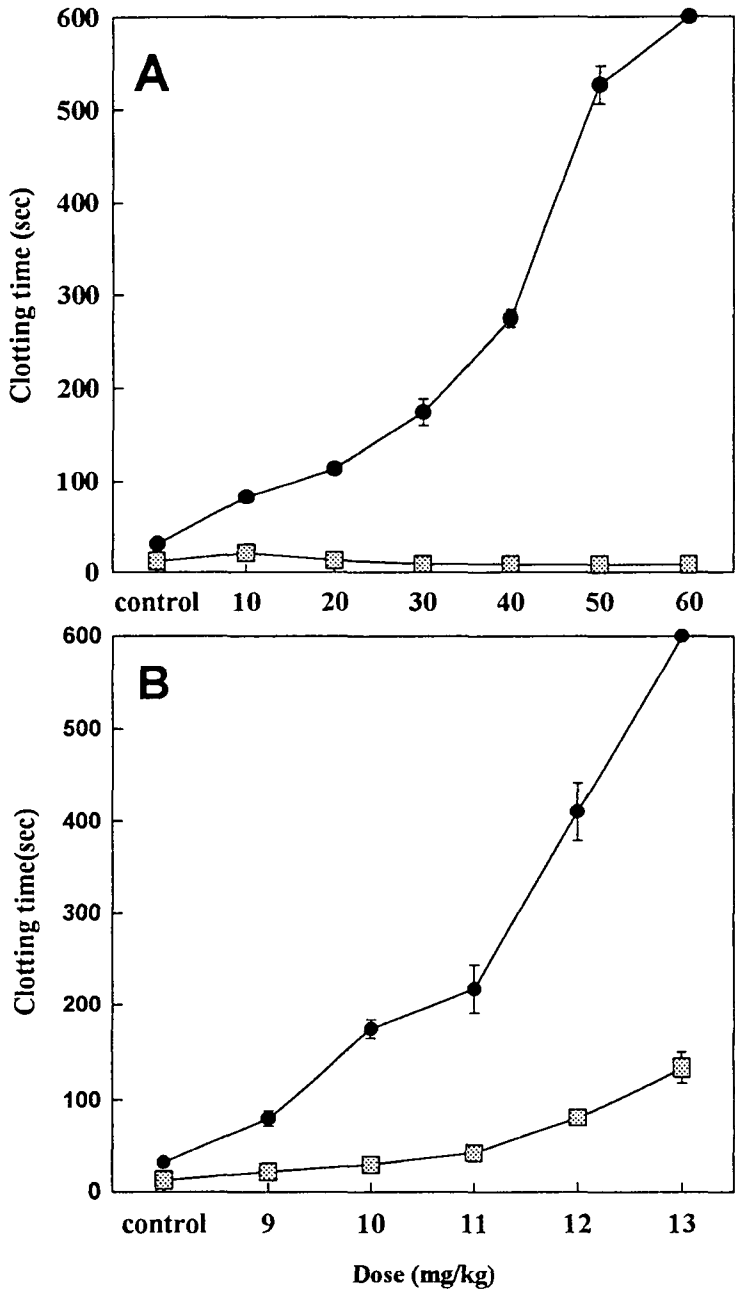 A
Clotting time (sec)
600
500
400
300
200
100
0
control 10 20 30 40 50 60
B
Clotting time(sec)
600
500
400
300
200
100
0
control 9 10 11 12 13
Dose (mg/kg)